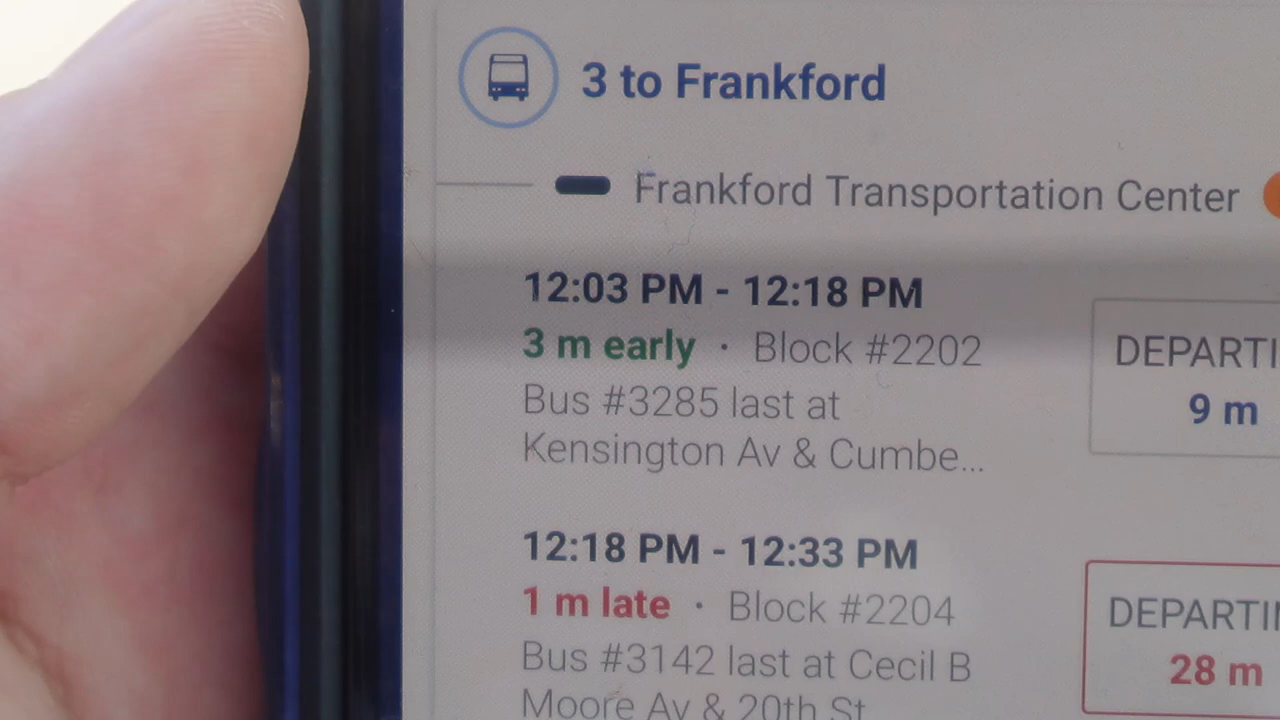 3 to Frankford
Frankford Transportation Center
12:03 PM - 12:18 PM
3 m early · Block #2202
DEPARTI
Bus #3285 last at
9 m
Kensington Av & Cumbe...
12:18 PM - 12:33 PM
1 m late · Block #2204
DEPARTI
Bus #3142 last at Cecil B
28 m
Moore Av & 20th St